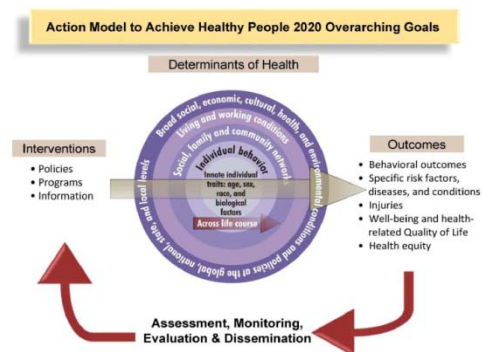 Action Model to Achieve Healthy People 2020 Overarching Goals
Determinants of Health
Broad social, economic, cultural, health, and environmental conditions and policies at the global, national, state, and local levels
Living and working conditions
Social, family and community networks
Individual behavior
Innate individual
traits: age, sex,
race, and
biological
factors
Across life course
Interventions
• Policies
• Programs
• Information
Outcomes
• Behavioral outcomes
• Specific risk factors,
diseases, and conditions
• Injuries
• Well-being and health-
related Quality of Life
• Health equity
Assessment, Monitoring,
Evaluation & Dissemination